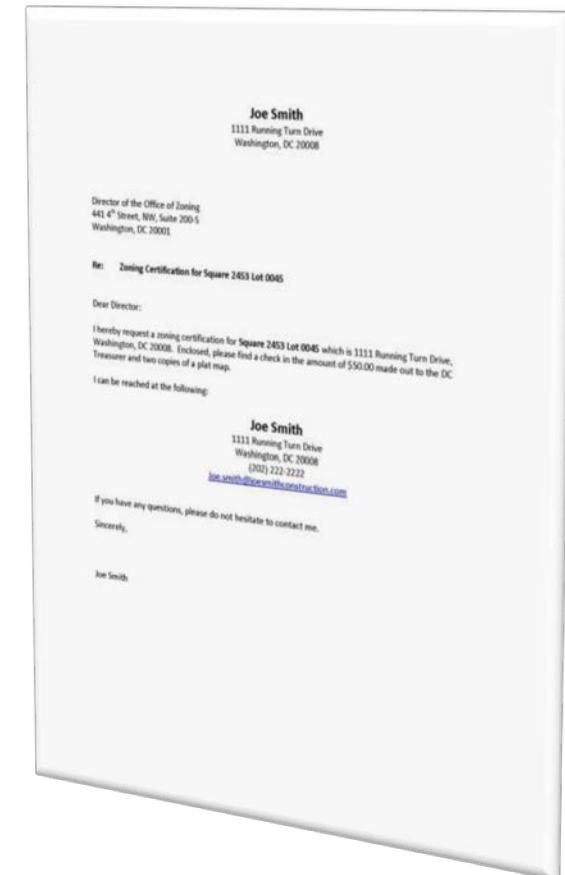 Joe Smith
1111 Running Turn Drive
Washington, DC 20008
Director of the Office of Zoning
441 4th Street, NW, Suite 200-S
Washington, DC 20001
Re: Zoning Certification for Square 2453 Lot 0045
Dear Director:
I hereby request a zoning certification for Square 2453 Lot 0045 which is 1111 Running Turn Drive,
Washington, DC 20008. Enclosed, please find a check in the amount of $50.00 made out to the DC
Treasurer and two copies of a plat map.
I can be reached at the following:
Joe Smith
1111 Running Turn Drive
Washington, DC 20008
(202) 222-2222
Joe.smith@joesmithconstruction.com
If you have any questions, please do not hesitate to contact me.
Sincerely,
Joe Smith